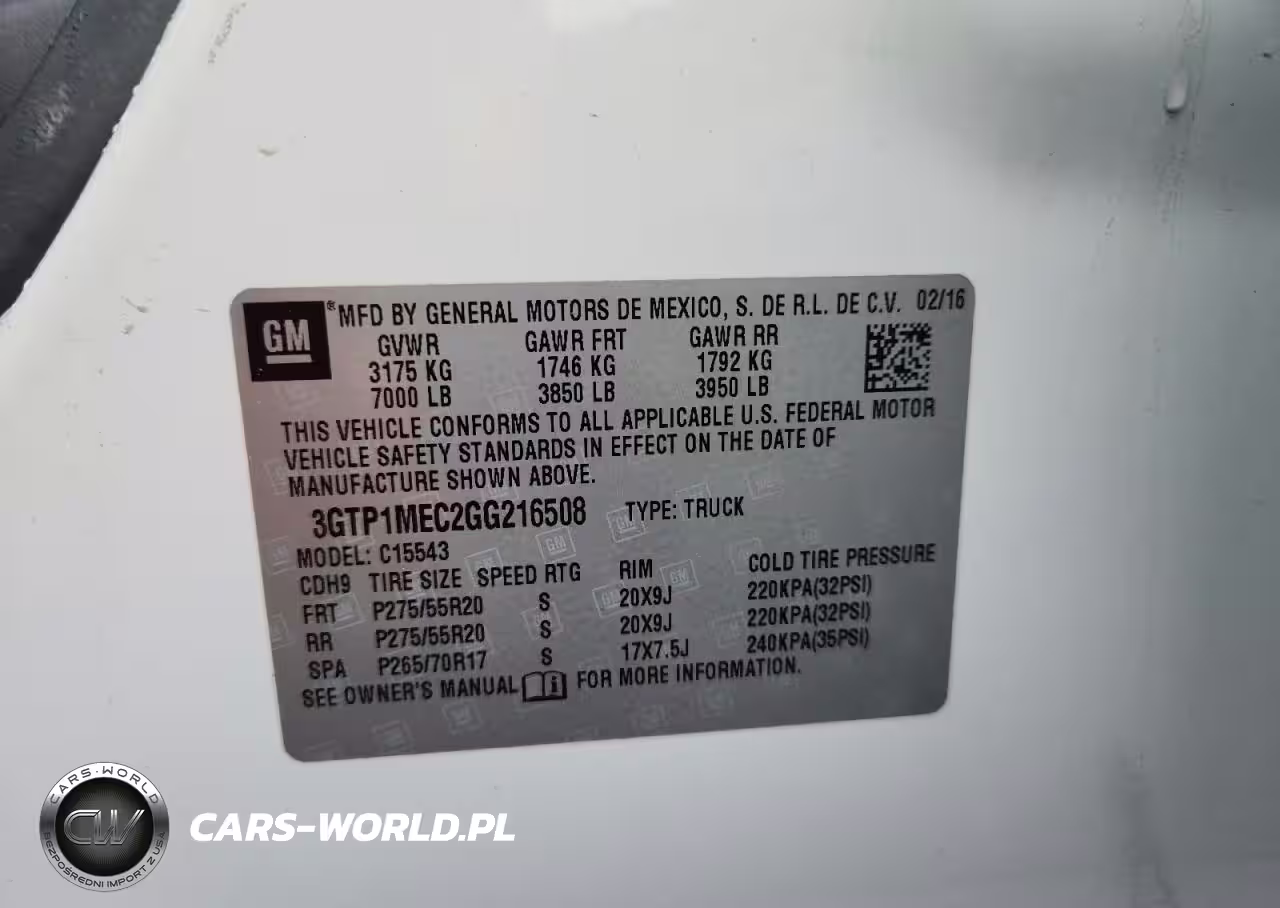 GM ® MFD BY GENERAL MOTORS DE MEXICO, S. DE R.L. DE C.V. 02/16
GVWR GAWR FRT GAWR RR
3175 KG 1746 KG 1792 KG
7000 LB 3850 LB 3950 LB
THIS VEHICLE CONFORMS TO ALL APPLICABLE U.S. FEDERAL MOTOR
VEHICLE SAFETY STANDARDS IN EFFECT ON THE DATE OF
MANUFACTURE SHOWN ABOVE.
3GTP1MEC2GG216508 TYPE: TRUCK
MODEL: C15543
CDH9 TIRE SIZE SPEED RTG RIM COLD TIRE PRESSURE
FRT P275/55R20 S 20X9J 220KPA(32PSI)
RR P275/55R20 S 20X9J 220KPA(32PSI)
SPA P265/70R17 S 17X7.5J 240KPA(35PSI)
SEE OWNER'S MANUAL FOR MORE INFORMATION.
CARS-WORLD
CW
BEZPOŚREDNI IMPORT Z USA
CARS-WORLD.PL